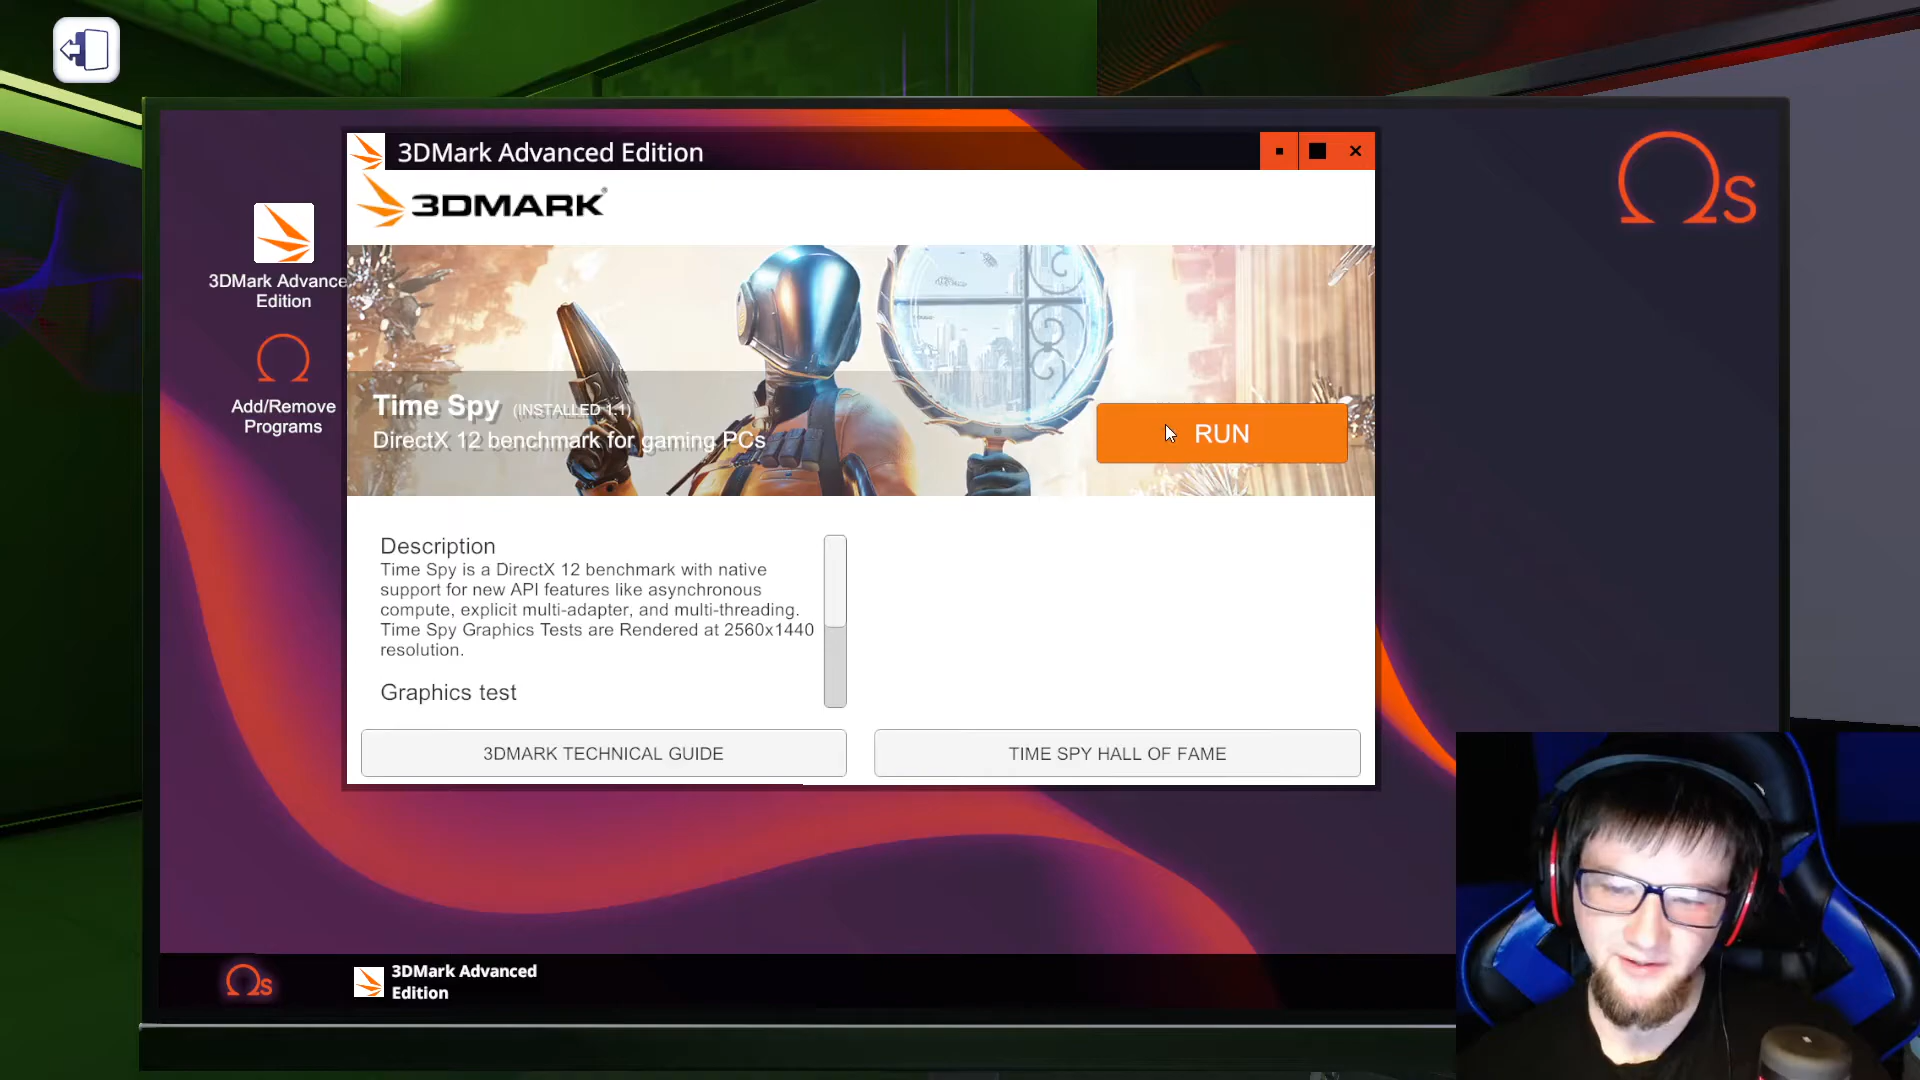 3DMark Advanced Edition
3DMARK
Ωs
3DMark Advance
Edition
Add/Remove
Programs
Time Spy (INSTALLED 1.1)
DirectX 12 benchmark for gaming PCs
RUN
Description
Time Spy is a DirectX 12 benchmark with native
support for new API features like asynchronous
compute, explicit multi-adapter, and multi-threading.
Time Spy Graphics Tests are Rendered at 2560x1440
resolution.
Graphics test
3DMARK TECHNICAL GUIDE
TIME SPY HALL OF FAME
Ωs
3DMark Advanced
Edition